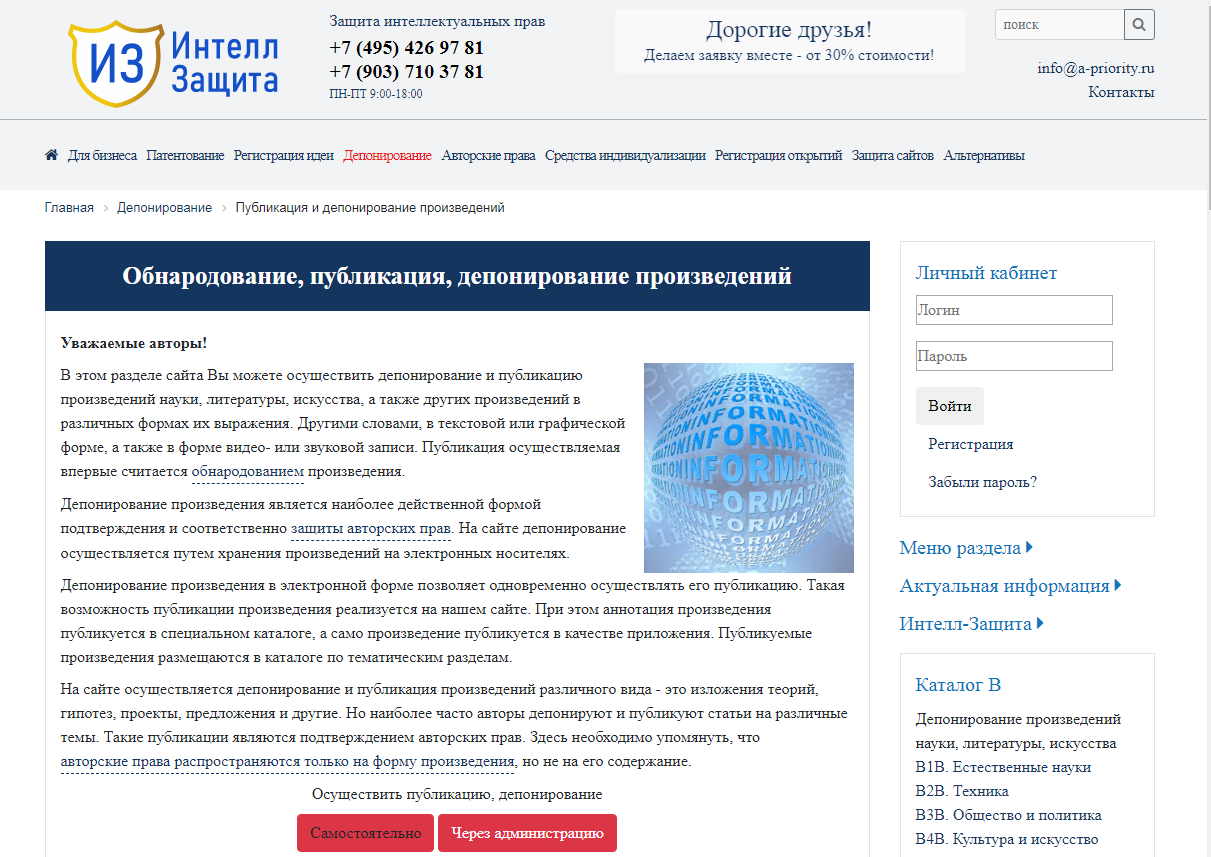 ИЗ
Интелл
Защита
Защита интеллектуальных прав
+7 (495) 426 97 81
+7 (903) 710 37 81
ПН-ПТ 9:00-18:00
Дорогие друзья!
Делаем заявку вместе - от 30% стоимости!
поиск
info@a-priority.ru
Контакты
Для бизнеса Патентование Регистрация идеи Депонирование Авторские права Средства индивидуализации Регистрация открытий Защита сайтов Альтернативы
Главная > Депонирование > Публикация и депонирование произведений
Обнародование, публикация, депонирование произведений
Уважаемые авторы!
В этом разделе сайта Вы можете осуществить депонирование и публикацию
произведений науки, литературы, искусства, а также других произведений в
различных формах их выражения. Другими словами, в текстовой или графической
форме, а также в форме видео- или звуковой записи. Публикация осуществляемая
впервые считается обнародованием произведения.
Депонирование произведения является наиболее действенной формой
подтверждения и соответственно защиты авторских прав. На сайте депонирование
осуществляется путем хранения произведений на электронных носителях.
Депонирование произведения в электронной форме позволяет одновременно осуществлять его публикацию. Такая
возможность публикации произведения реализуется на нашем сайте. При этом аннотация произведения
публикуется в специальном каталоге, а само произведение публикуется в качестве приложения. Публикуемые
произведения размещаются в каталоге по тематическим разделам.
На сайте осуществляется депонирование и публикация произведений различного вида - это изложения теорий,
гипотез, проекты, предложения и другие. Но наиболее часто авторы депонируют и публикуют статьи на различные
темы. Такие публикации являются подтверждением авторских прав. Здесь необходимо упомянуть, что
авторские права распространяются только на форму произведения, но не на его содержание.
Осуществить публикацию, депонирование
Самостоятельно
Через администрацию
INFORMATION
Личный кабинет
Логин
Пароль
Войти
Регистрация
Забыли пароль?
Меню раздела
Актуальная информация
Интелл-Защита
Каталог В
Депонирование произведений
науки, литературы, искусства
В1В. Естественные науки
В2В. Техника
В3В. Общество и политика
В4В. Культура и искусство